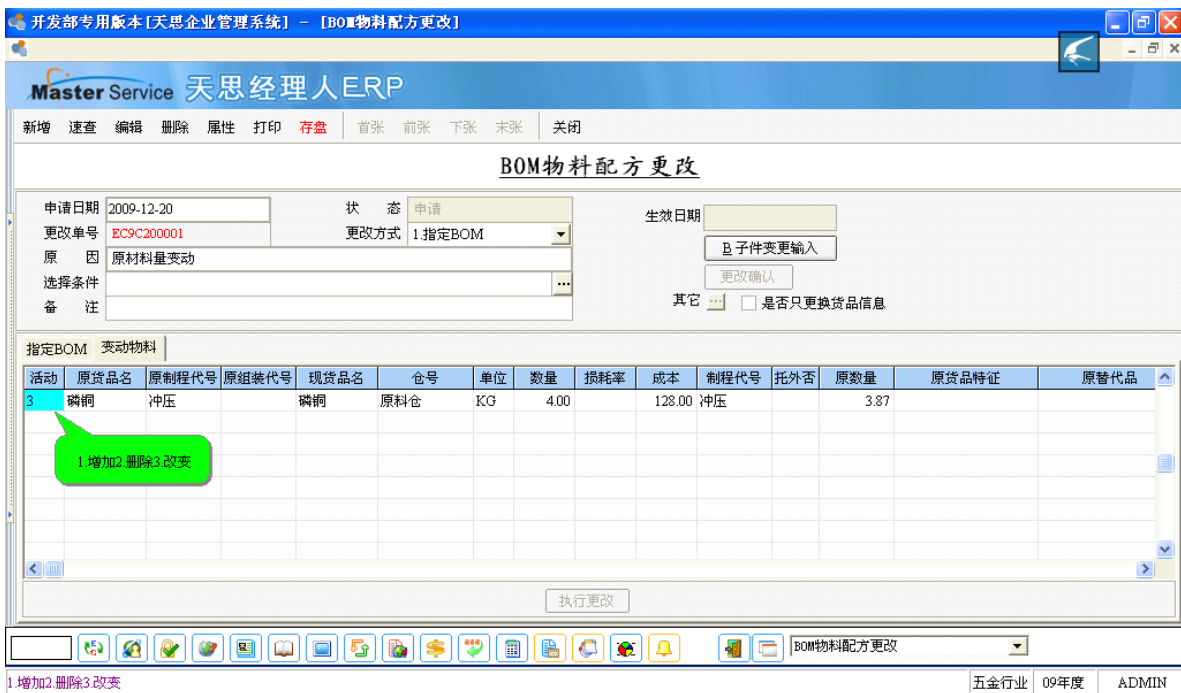 开发部专用版本[天思企业管理系统] - [BOM物料配方更改]
Master Service 天思经理人ERP
新增 速查 编辑 删除 属性 打印 存盘 首张 前张 下张 末张 关闭
BOM物料配方更改
申请日期 2009-12-20 状 态 申请 生效日期
更改单号 EC9C200001 更改方式 1.指定BOM B 子件变更输入
原 因 原材料量变动
更改确认
选择条件 ...
其它 ... 是否只更换货品信息
备 注
指定BOM 变动物料
活动 原货品名 原制程代号 原组装代号 现货品名 仓号 单位 数量 损耗率 成本 制程代号 托外否 原数量 原货品特征 原替代品
3 磷铜 冲压 磷铜 原料仓 KG 4.00 128.00 冲压 3.87
1.增加2.删除3.改变
执行更改
BOM物料配方更改
1.增加2.删除3.改变 五金行业 09年度 ADMIN